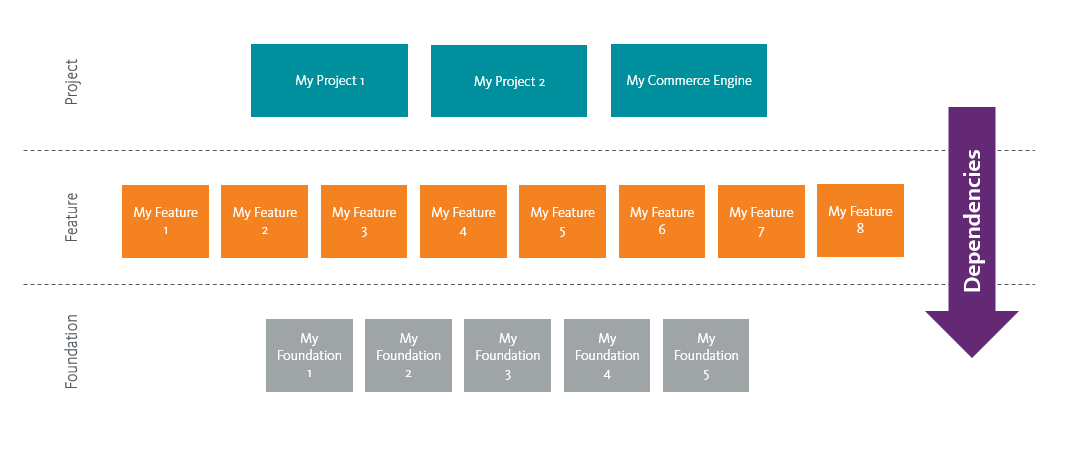 Project
My Project 1
My Project 2
My Commerce Engine
Feature
My Feature
1
My Feature
2
My Feature
3
My Feature
4
My Feature
5
My Feature
6
My Feature
7
My Feature
8
Foundation
My
Foundation
1
My
Foundation
2
My
Foundation
3
My
Foundation
4
My
Foundation
5
Dependencies